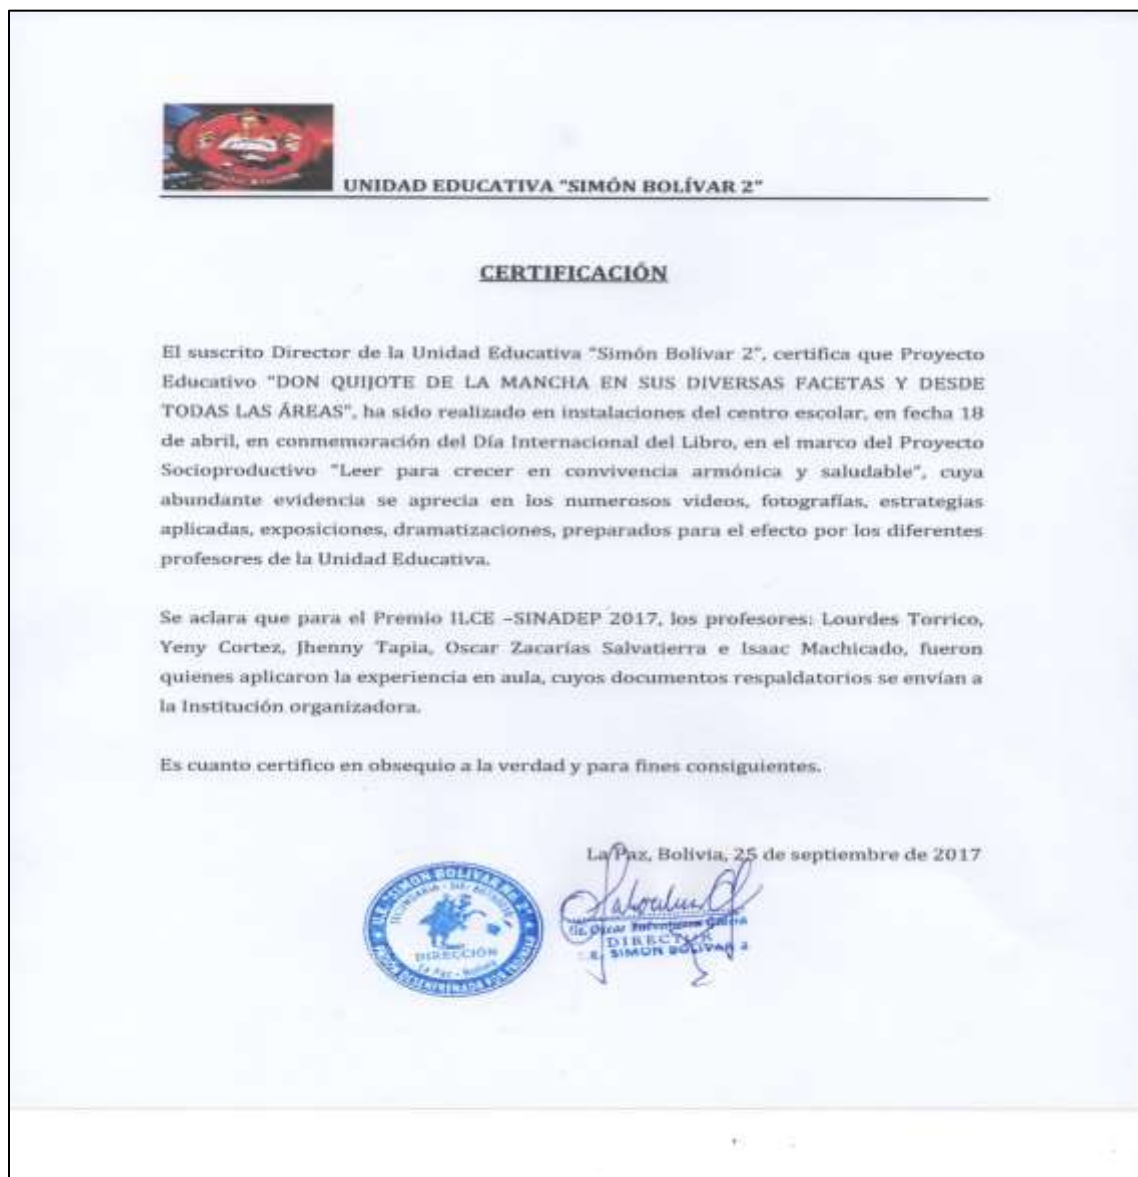 UNIDAD EDUCATIVA "SIMÓN BOLÍVAR 2"
CERTIFICACIÓN
El suscrito Director de la Unidad Educativa "Simón Bolívar 2", certifica que Proyecto
Educativo "DON QUIJOTE DE LA MANCHA EN SUS DIVERSAS FACETAS Y DESDE
TODAS LAS ÁREAS", ha sido realizado en instalaciones del centro escolar, en fecha 18
de abril, en conmemoración del Día Internacional del Libro, en el marco del Proyecto
Socioproductivo "Leer para crecer en convivencia armónica y saludable", cuya
abundante evidencia se aprecia en los numerosos videos, fotografías, estrategias
aplicadas, exposiciones, dramatizaciones, preparados para el efecto por los diferentes
profesores de la Unidad Educativa.
Se aclara que para el Premio ILCE –SINADEP 2017, los profesores: Lourdes Torrico,
Yeny Cortez, Jhenny Tapia, Oscar Zacarías Salvatierra e Isaac Machicado, fueron
quienes aplicaron la experiencia en aula, cuyos documentos respaldatorios se envían a
la Institución organizadora.
Es cuanto certifico en obsequio a la verdad y para fines consiguientes.
La Paz, Bolivia, 25 de septiembre de 2017
U.E. "SIMON BOLIVAR No. 2"
DIRECCIÓN
La Paz - Bolivia
Oscar
DIRECTOR
SIMON BOLIVAR 2